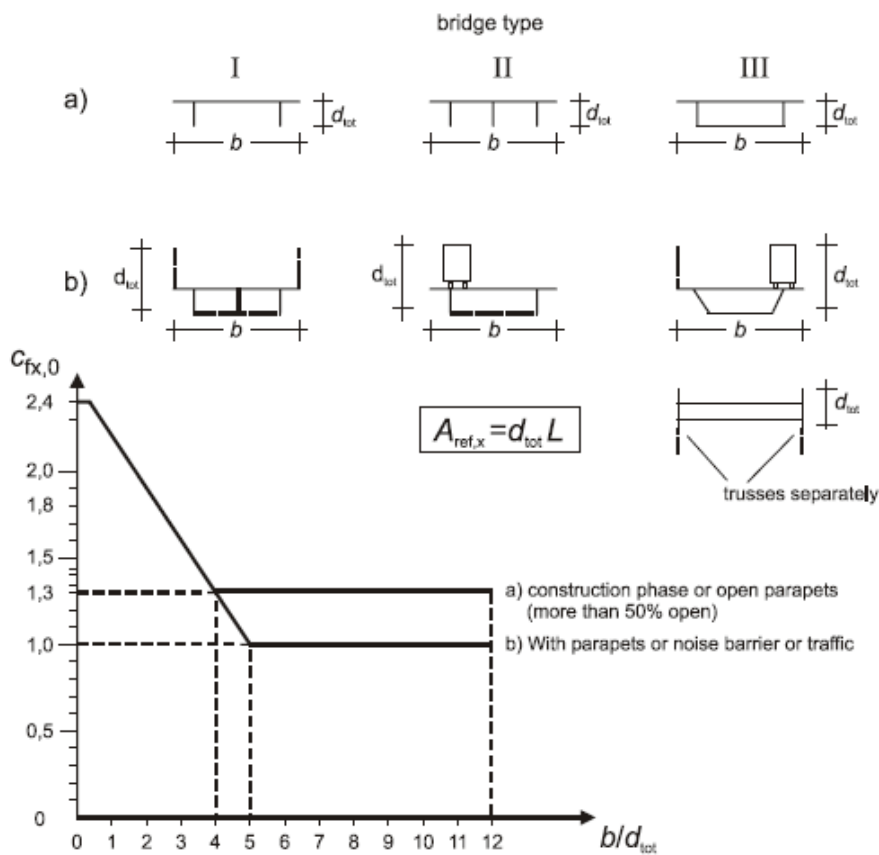 bridge type
I II III
a)
d_tot d_tot d_tot
b b b
b)
d_tot d_tot d_tot
b b b
c_fx,0
d_tot
A_ref,x = d_tot L
trusses separately
2,4
2,0
1,8
1,5
1,3
1,0
0,5
0
a) construction phase or open parapets
(more than 50% open)
b) With parapets or noise barrier or traffic
0 1 2 3 4 5 6 7 8 9 10 11 12
b/d_tot